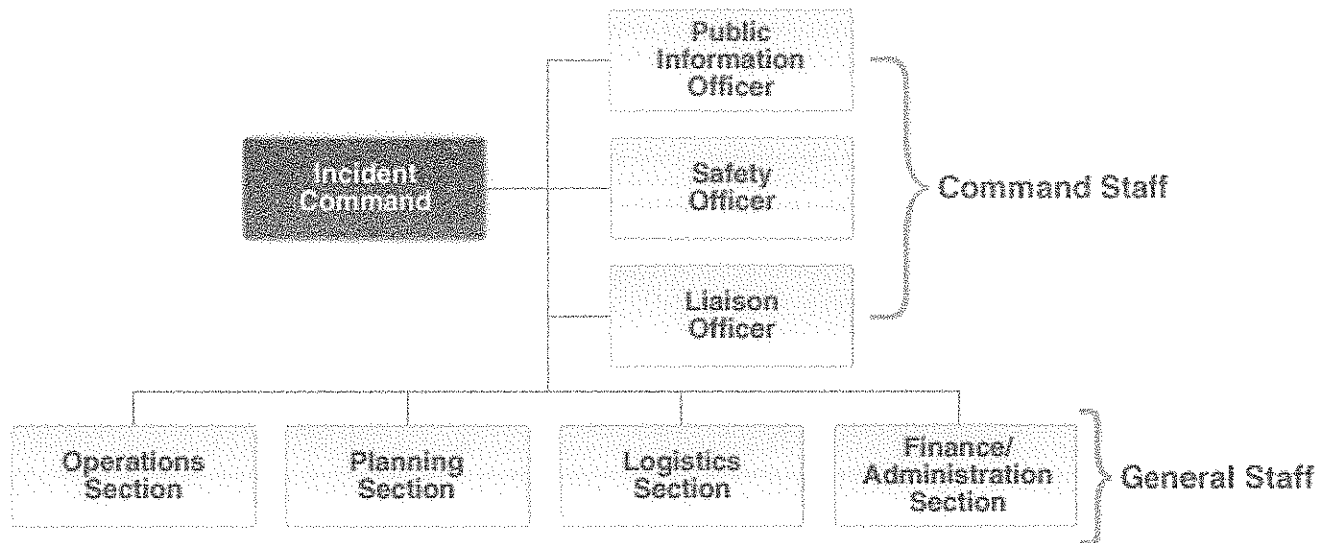 Public
Information
Officer
Incident
Command
Safety
Officer
Command Staff
Liaison
Officer
Operations
Section
Planning
Section
Logistics
Section
Finance/
Administration
Section
General Staff